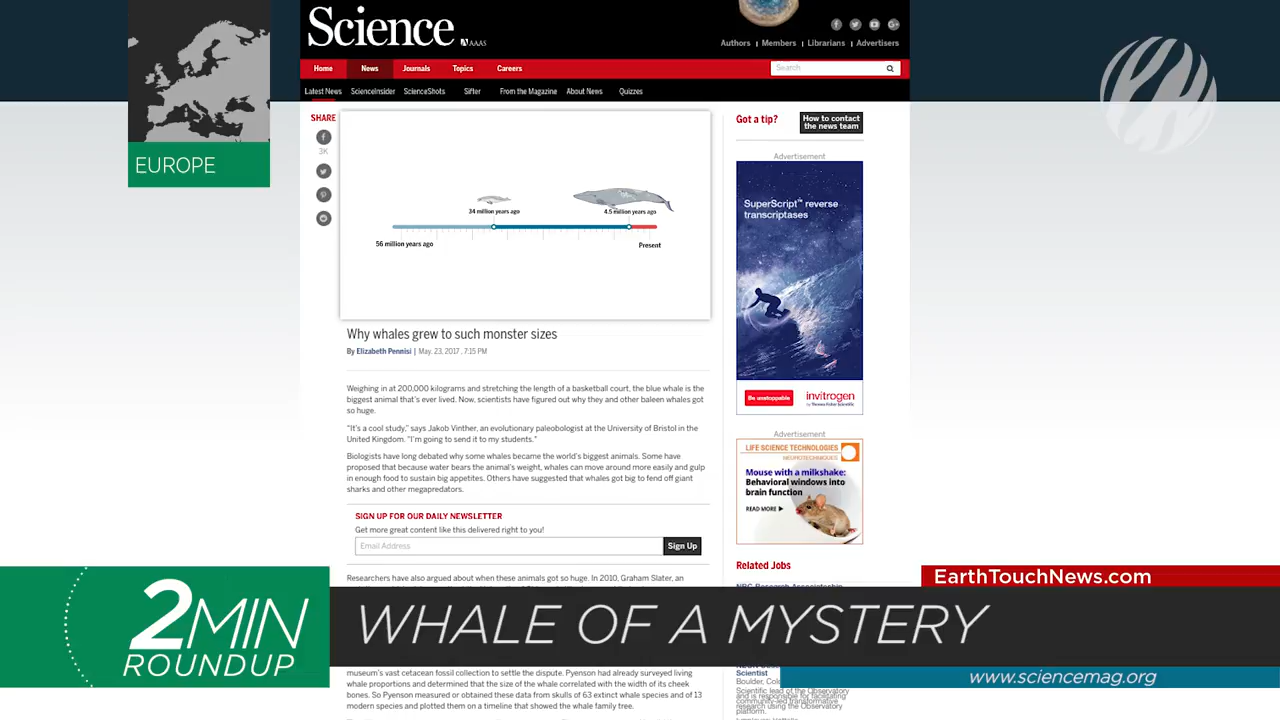 EUROPE
Science
AAAS
Authors | Members | Librarians | Advertisers
Home News Journals Topics Careers
Search
Latest News ScienceInsider ScienceShots Sifter From the Magazine About News Quizzes
SHARE
3K
34 million years ago
4.5 million years ago
56 million years ago
Present
Why whales grew to such monster sizes
By Elizabeth Pennisi | May. 23, 2017 , 7:15 PM
Weighing in at 200,000 kilograms and stretching the length of a basketball court, the blue whale is the
biggest animal that's ever lived. Now, scientists have figured out why they and other baleen whales got
so huge.
"It's a cool study," says Jakob Vinther, an evolutionary paleobiologist at the University of Bristol in the
United Kingdom. "I'm going to send it to my students."
Biologists have long debated why some whales became the world's biggest animals. Some have
proposed that because water bears the animal's weight, whales can move around more easily and gulp
in enough food to sustain big appetites. Others have suggested that whales got big to fend off giant
sharks and other megapredators.
SIGN UP FOR OUR DAILY NEWSLETTER
Get more great content like this delivered right to you!
Email Address
Sign Up
Researchers have also argued about when these animals got so huge. In 2010, Graham Slater, an
museum's vast cetacean fossil collection to settle the dispute. Pyenson had already surveyed living
whale proportions and determined that the size of the whale correlated with the width of its cheek
bones. So Pyenson measured or obtained these data from skulls of 63 extinct whale species and of 13
modern species and plotted them on a timeline that showed the whale family tree.
Got a tip?
How to contact
the news team
Advertisement
SuperScript™ reverse
transcriptases
Be unstoppable
invitrogen
by Thermo Fisher Scientific
Advertisement
LIFE SCIENCE TECHNOLOGIES
NEUROTECHNIQUES
Mouse with a milkshake:
Behavioral windows into
brain function
READ MORE
Related Jobs
NRC Research Associateship
Scientist
Boulder, Col
Scientific lead of the Observatory
and is responsible for facilitating
community-led transformative
research using the Observatory
platform.
EarthTouchNews.com
2MIN
ROUNDUP
WHALE OF A MYSTERY
www.sciencemag.org